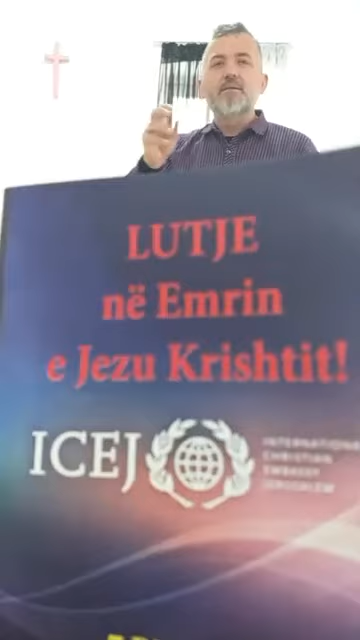 LUTJE
në Emrin
e Jezu Krishtit!
ICEJ
INTERNATIONAL
CHRISTIAN
EMBASSY
JERUSALEM